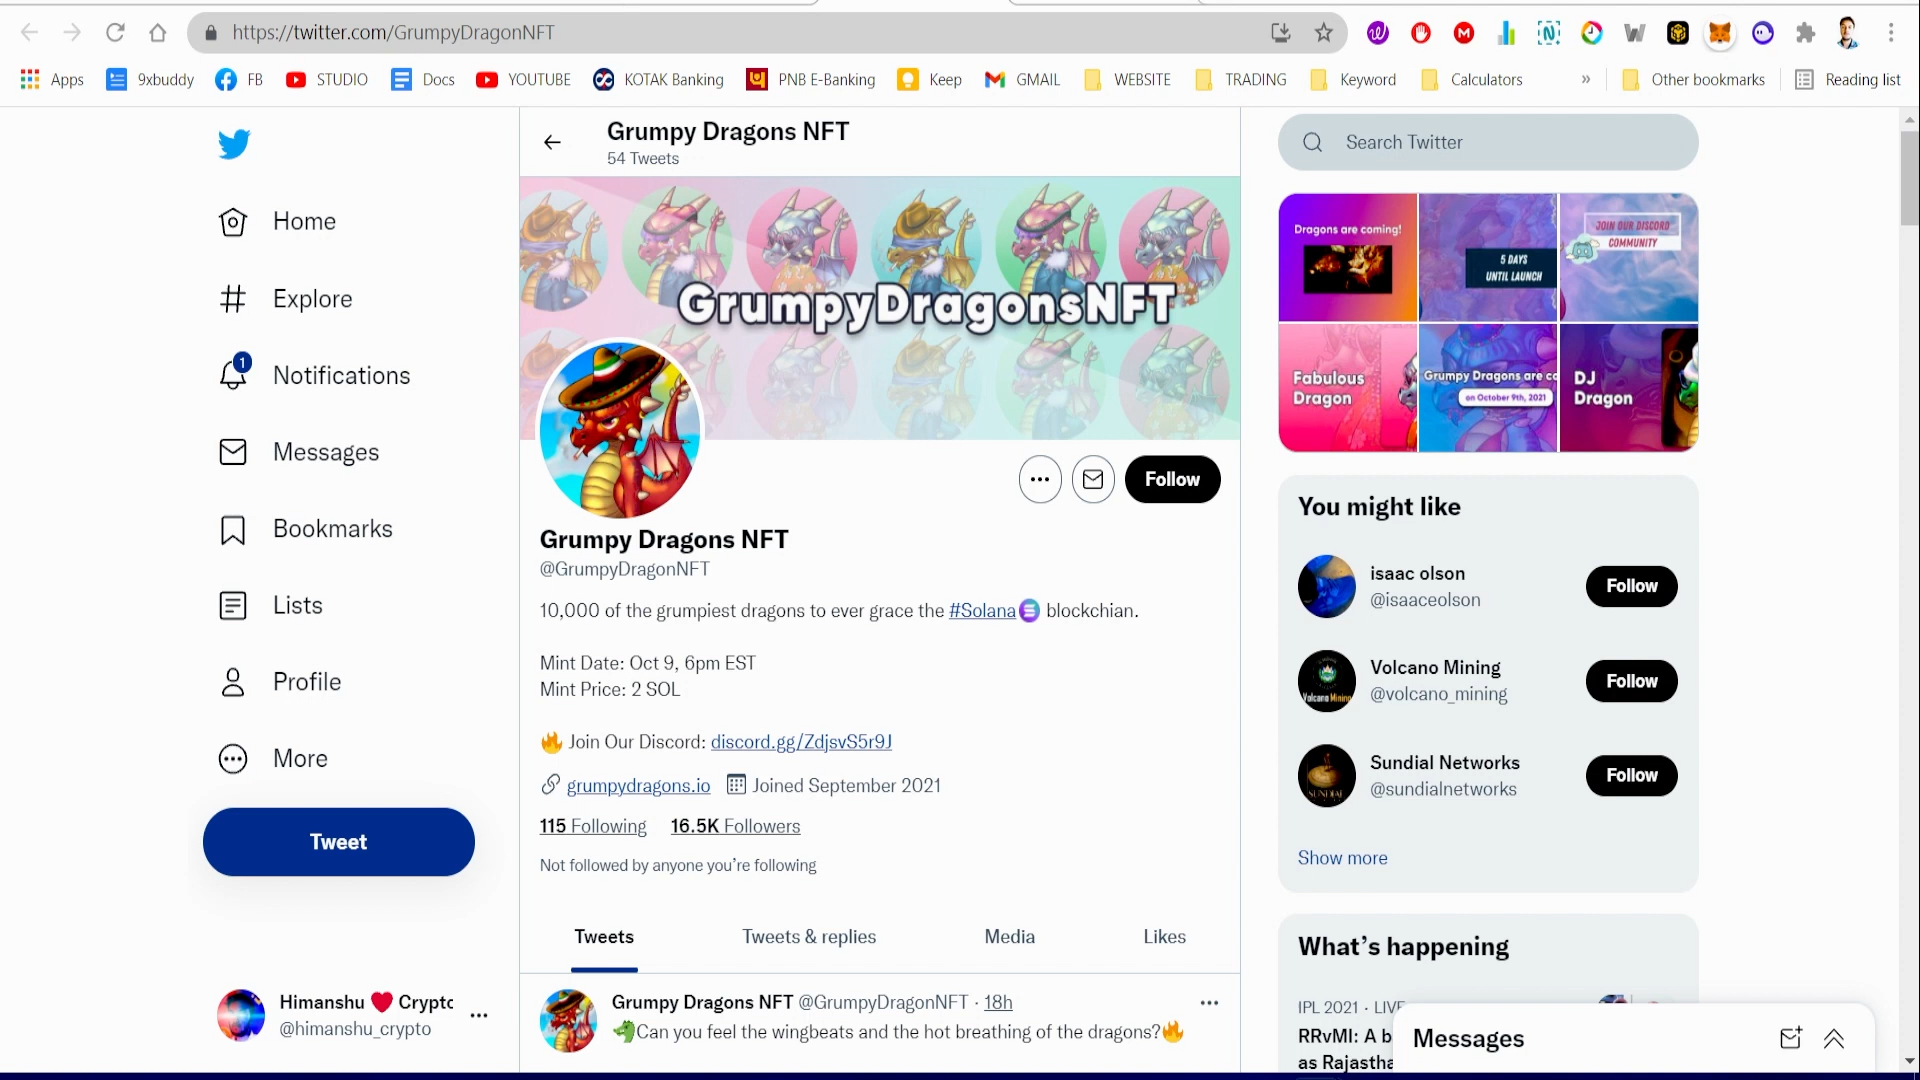 https://twitter.com/GrumpyDragonNFT
Apps
9xbuddy
FB
STUDIO
Docs
YOUTUBE
KOTAK Banking
PNB E-Banking
Keep
GMAIL
WEBSITE
TRADING
Keyword
Calculators
»
Other bookmarks
Reading list
Home
Explore
1
Notifications
Messages
Bookmarks
Lists
Profile
More
Tweet
Himanshu ❤️ Crypto
@himanshu_crypto
Grumpy Dragons NFT
54 Tweets
GrumpyDragonsNFT
Follow
Grumpy Dragons NFT
@GrumpyDragonNFT
10,000 of the grumpiest dragons to ever grace the #Solana blockchian.
Mint Date: Oct 9, 6pm EST
Mint Price: 2 SOL
🔥 Join Our Discord: discord.gg/ZdjsvS5r9J
grumpydragons.io Joined September 2021
115 Following 16.5K Followers
Not followed by anyone you’re following
Tweets
Tweets & replies
Media
Likes
Grumpy Dragons NFT @GrumpyDragonNFT · 18h
🐲Can you feel the wingbeats and the hot breathing of the dragons?🔥
Search Twitter
Dragons are coming!
5 DAYS
UNTIL LAUNCH
JOIN OUR DISCORD
COMMUNITY
Fabulous
Dragon
Grumpy Dragons are co
on October 9th, 2021
DJ
Dragon
You might like
isaac olson
@isaaceolson
Follow
Volcano Mining
@volcano_mining
Follow
Sundial Networks
@sundialnetworks
Follow
Show more
What’s happening
IPL 2021 · LIVE
RRvMI: A b
as Rajastha
Messages